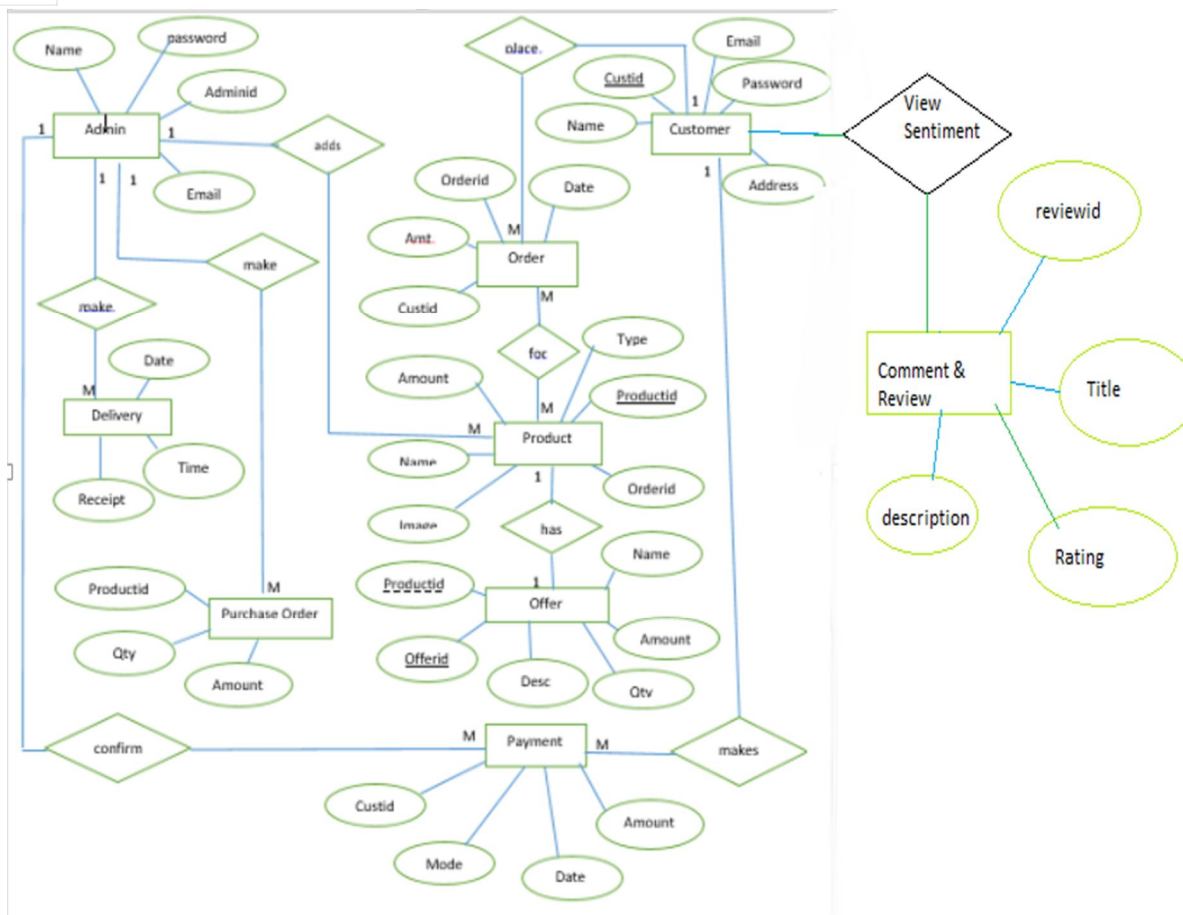 Name
password
Adminid
Admin
Email
1
1
1
1
adds
make
make
M
Date
Delivery
Time
Receipt
M
Productid
Purchase Order
Qty
Amount
confirm
place
1
Custid
Email
Password
Name
Customer
Address
1
Orderid
Date
M
Amt
Order
Custid
M
for
Type
Amount
Productid
M
M
Product
Name
Orderid
1
Image
has
Name
Productid
1
Offer
Amount
Offerid
Desc
Qty
M
Payment
M
makes
Custid
Amount
Mode
Date
View
Sentiment
reviewid
Comment &
Review
Title
description
Rating